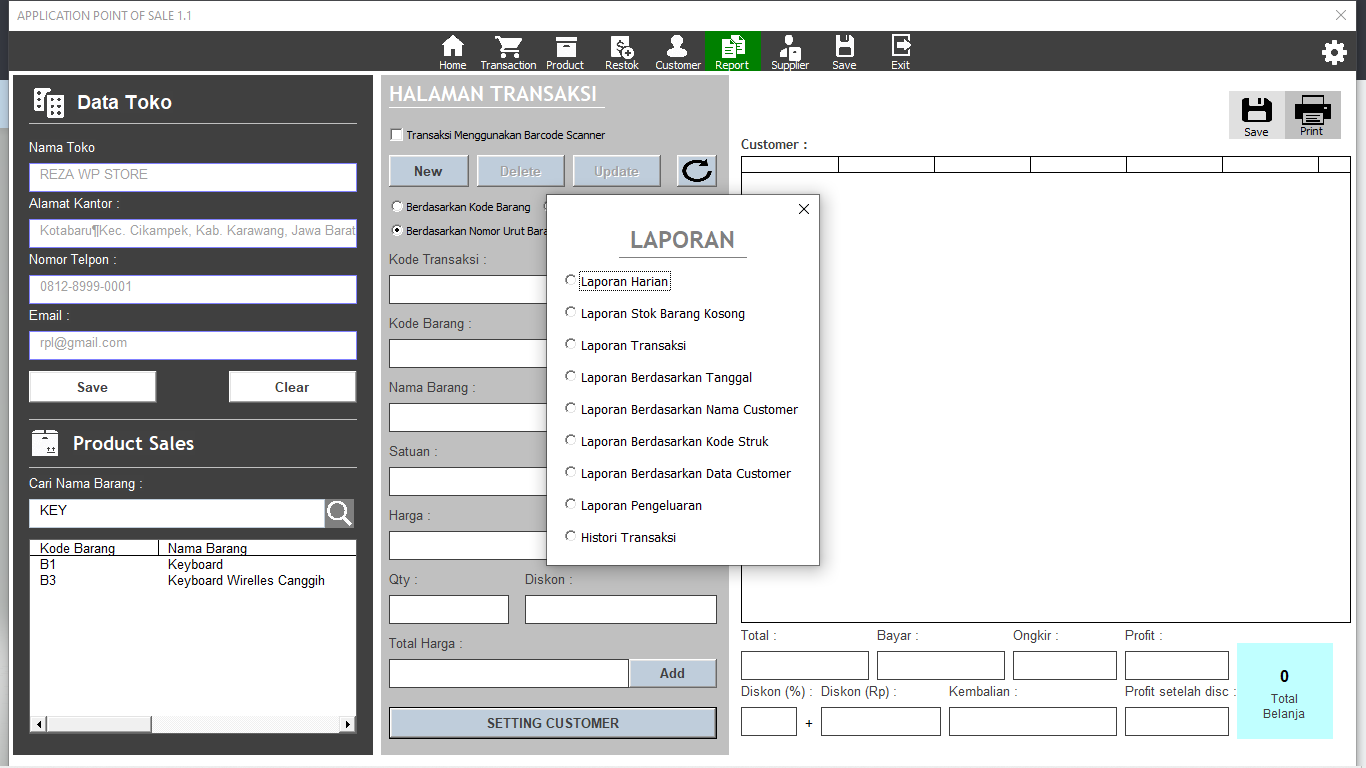 APPLICATION POINT OF SALE 1.1
Home Transaction Product Restok Customer Report Supplier Save Exit
Data Toko
Nama Toko
REZA WP STORE
Alamat Kantor :
Kotabaru¶Kec. Cikampek, Kab. Karawang, Jawa Barat
Nomor Telpon :
0812-8999-0001
Email :
rpl@gmail.com
Save Clear
Product Sales
Cari Nama Barang :
KEY
Kode Barang Nama Barang
B1 Keyboard
B3 Keyboard Wirelles Canggih
HALAMAN TRANSAKSI
Transaksi Menggunakan Barcode Scanner
New Delete Update
Berdasarkan Kode Barang
Berdasarkan Nomor Urut Bara
Kode Transaksi :
Kode Barang :
Nama Barang :
Satuan :
Harga :
Qty : Diskon :
Total Harga :
Add
SETTING CUSTOMER
LAPORAN
Laporan Harian
Laporan Stok Barang Kosong
Laporan Transaksi
Laporan Berdasarkan Tanggal
Laporan Berdasarkan Nama Customer
Laporan Berdasarkan Kode Struk
Laporan Berdasarkan Data Customer
Laporan Pengeluaran
Histori Transaksi
Save Print
Customer :
Total : Bayar : Ongkir : Profit :
Diskon (%) : Diskon (Rp) : Kembalian : Profit setelah disc :
+
0
Total
Belanja